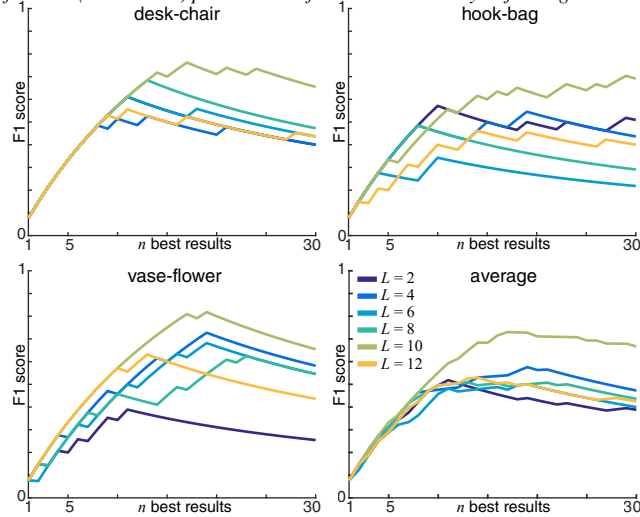 desk-chair
hook-bag
1
F1 score
0
1 5 n best results 30
1
F1 score
0
1 5 n best results 30
vase-flower
average
1
F1 score
0
1 5 n best results 30
1
F1 score
0
1 5 n best results 30
L = 2
L = 4
L = 6
L = 8
L = 10
L = 12